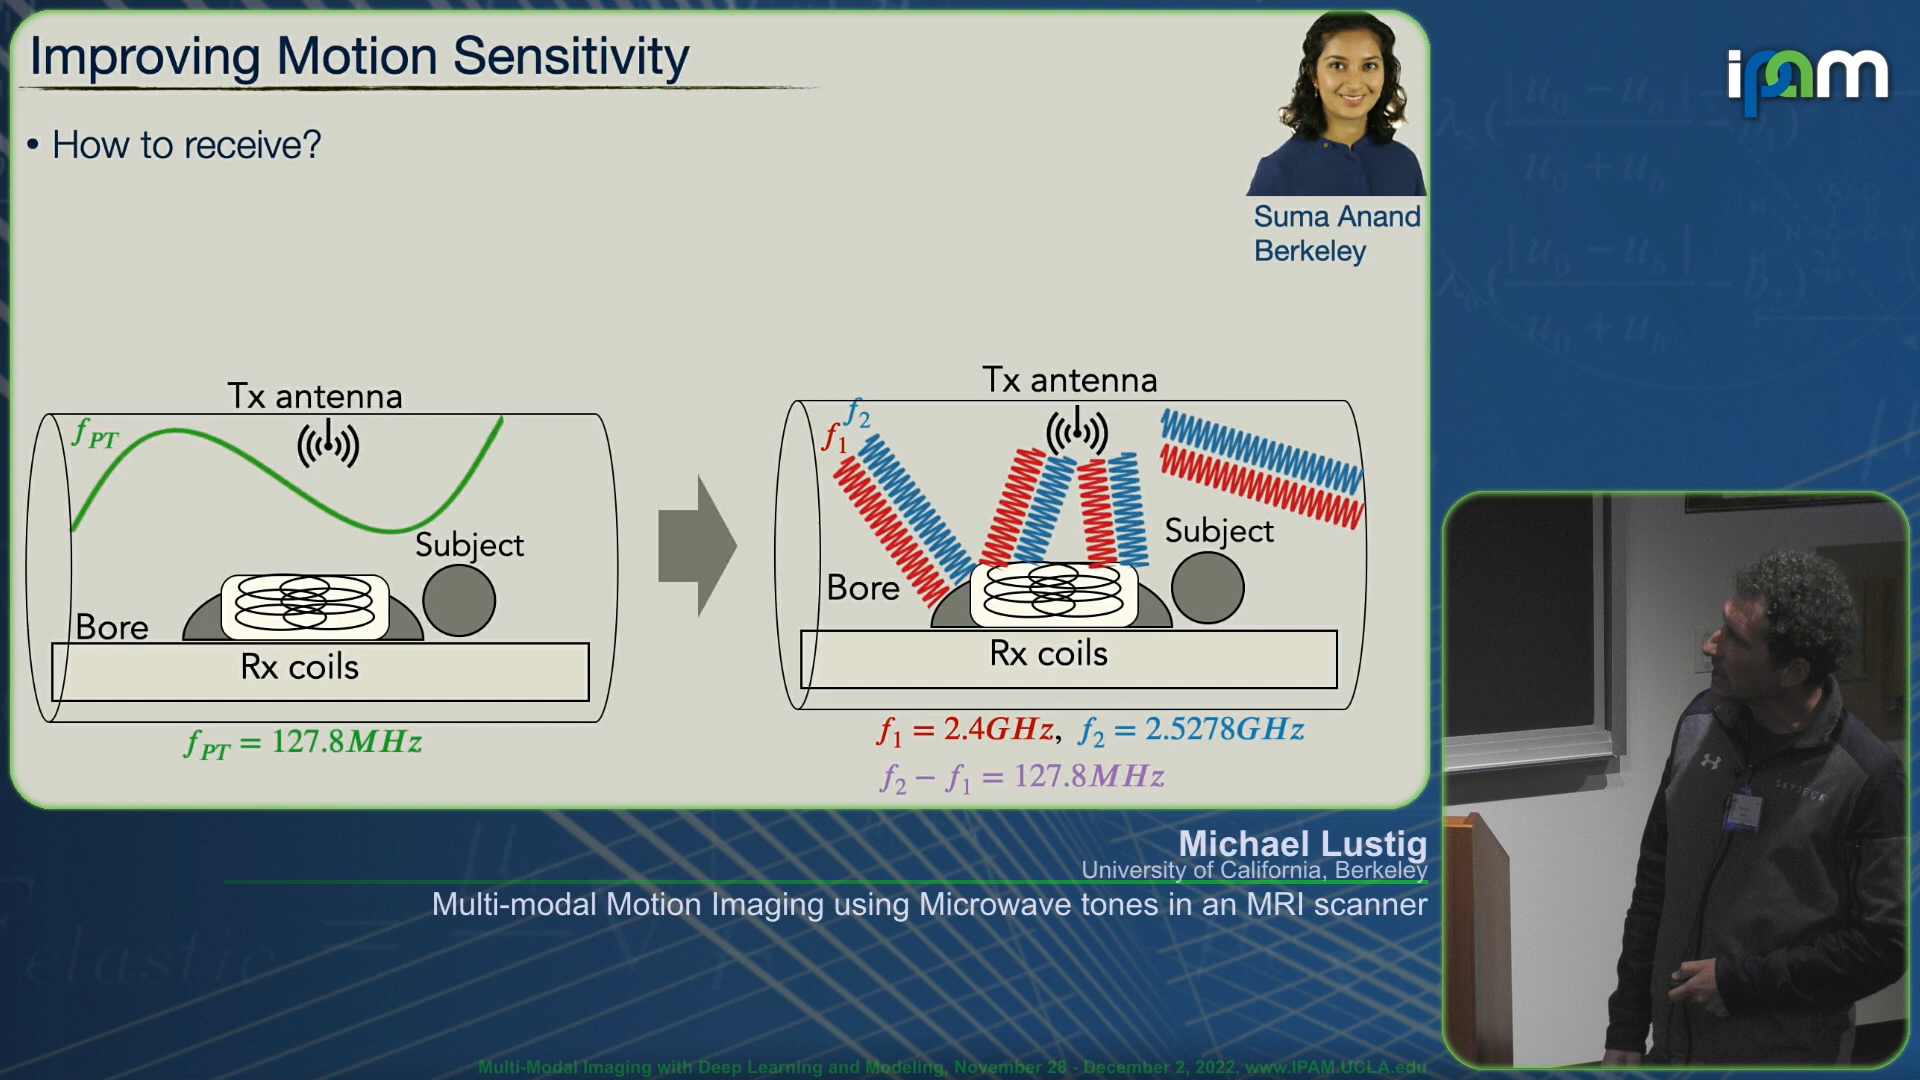 Improving Motion Sensitivity
• How to receive?
Suma Anand
Berkeley
ipam
Tx antenna
f_PT
Subject
Bore
Rx coils
f_PT = 127.8MHz
Tx antenna
f_2
f_1
Subject
Bore
Rx coils
f_1 = 2.4GHz, f_2 = 2.5278GHz
f_2 − f_1 = 127.8MHz
SKYDECK
Michael Lustig
University of California, Berkeley
Multi-modal Motion Imaging using Microwave tones in an MRI scanner
elastic
Multi-Modal Imaging with Deep Learning and Modeling, November 28 - December 2, 2022, www.IPAM.UCLA.edu